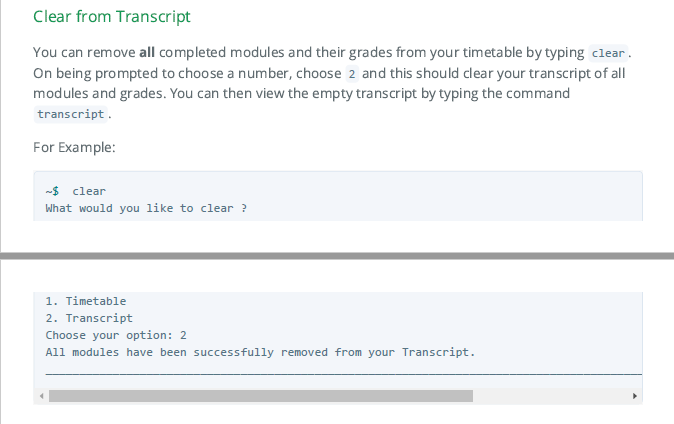 Clear from Transcript
You can remove all completed modules and their grades from your timetable by typing clear.
On being prompted to choose a number, choose 2 and this should clear your transcript of all
modules and grades. You can then view the empty transcript by typing the command
transcript.
For Example:
~$ clear
What would you like to clear ?
1. Timetable
2. Transcript
Choose your option: 2
All modules have been successfully removed from your Transcript.